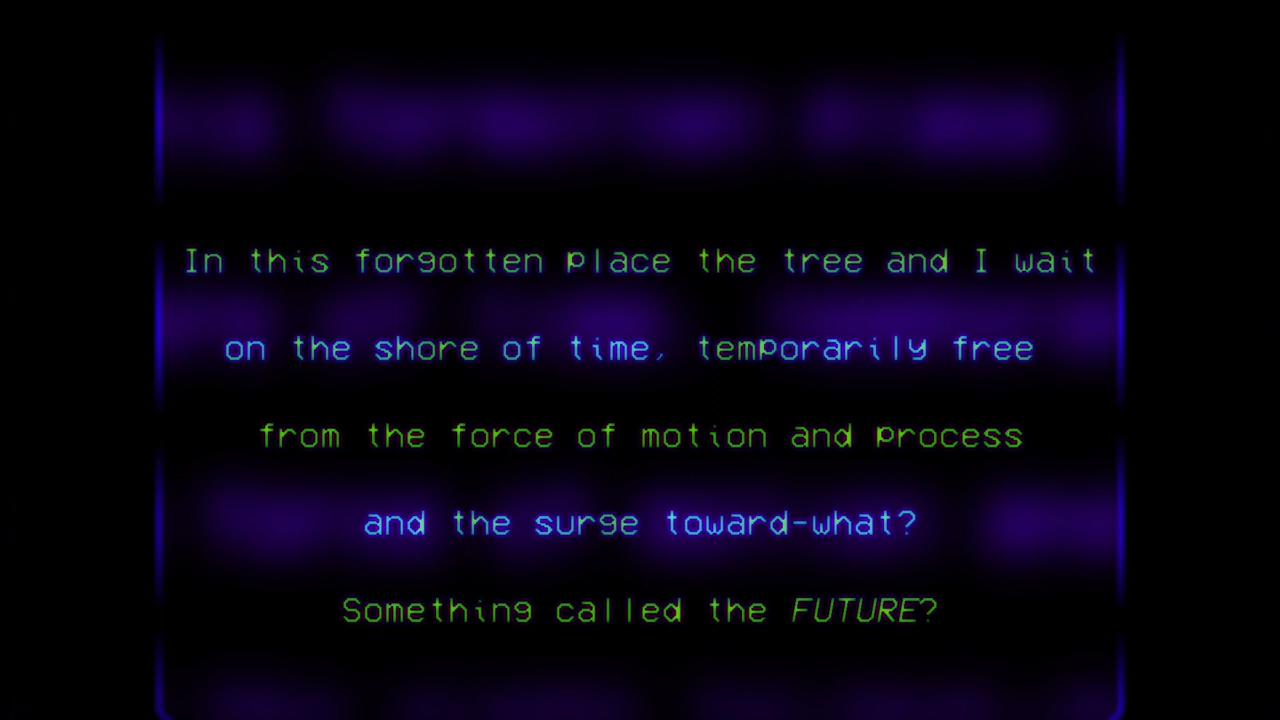 In this forgotten place the tree and I wait
on the shore of time, temporarily free
from the force of motion and process
and the surge toward-what?
Something called the FUTURE?